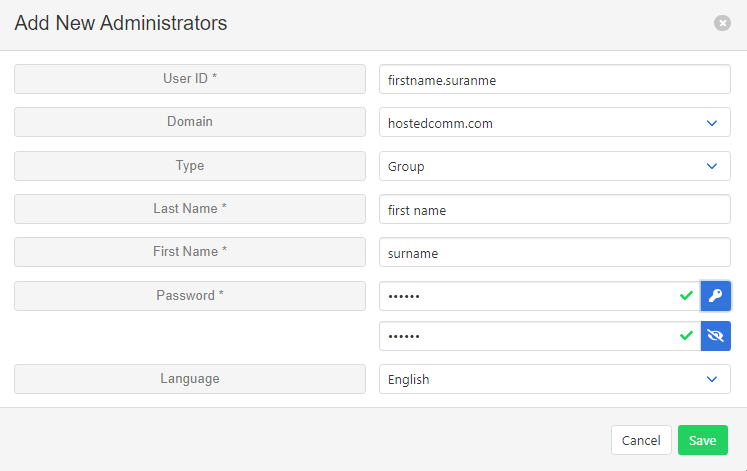 Add New Administrators
User ID * firstname.suranme
Domain hostedcomm.com
Type Group
Last Name * first name
First Name * surname
Password * ••••••
••••••
Language English
Cancel Save